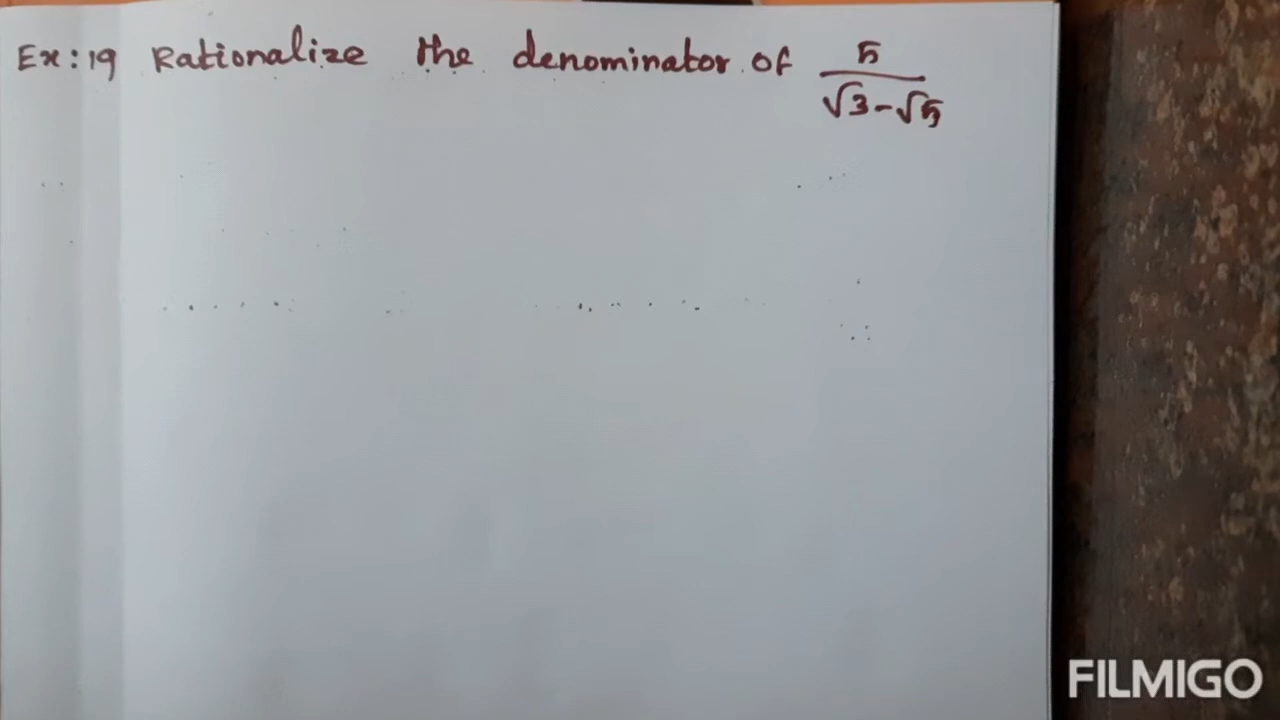 Ex: 19 Rationalize the denominator of 5/(√3-√5)
FILMIGO